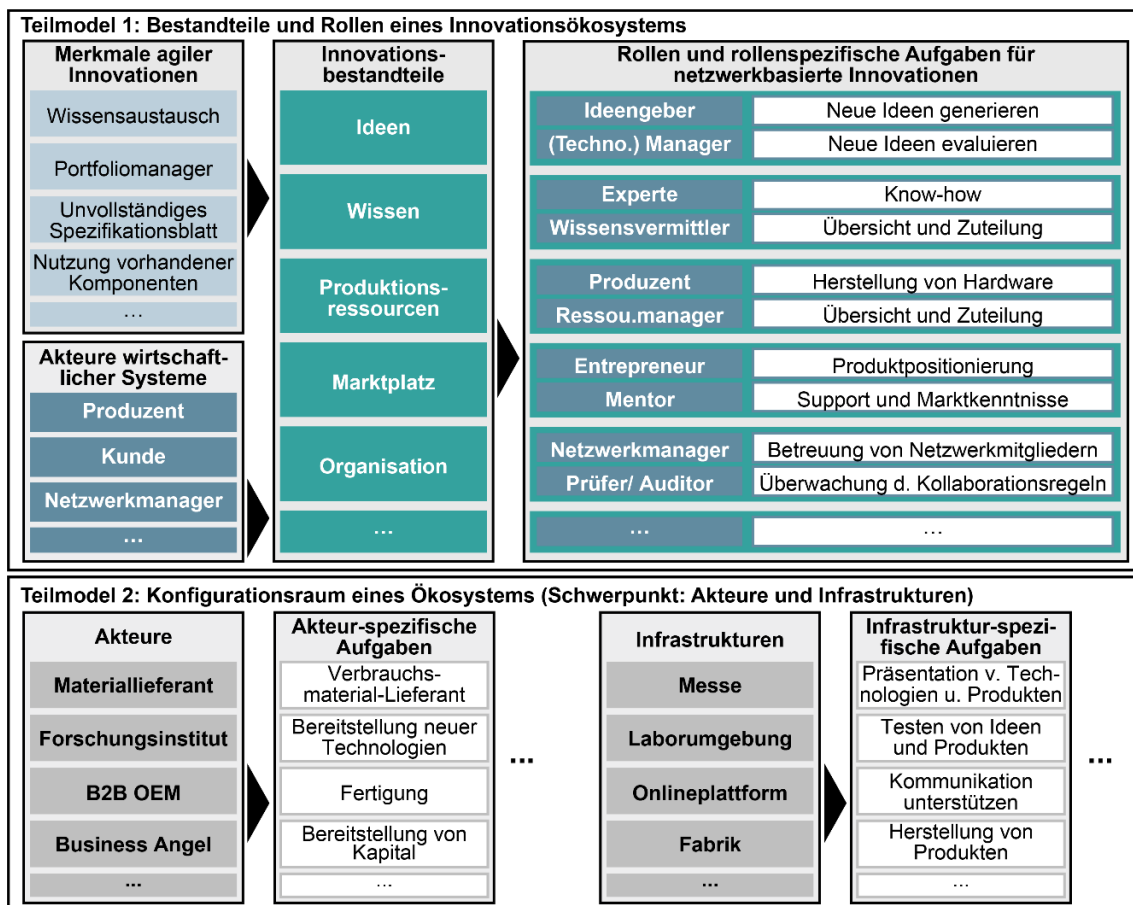 Teilmodel 1: Bestandteile und Rollen eines Innovationsökosystems
Merkmale agiler
Innovationen
Wissensaustausch
Portfoliomanager
Unvollständiges
Spezifikationsblatt
Nutzung vorhandener
Komponenten
...
Akteure wirtschaft-
licher Systeme
Produzent
Kunde
Netzwerkmanager
...
Innovations-
bestandteile
Ideen
Wissen
Produktions-
ressourcen
Marktplatz
Organisation
...
Rollen und rollenspezifische Aufgaben für
netzwerkbasierte Innovationen
Ideengeber Neue Ideen generieren
(Techno.) Manager Neue Ideen evaluieren
Experte Know-how
Wissensvermittler Übersicht und Zuteilung
Produzent Herstellung von Hardware
Ressou.manager Übersicht und Zuteilung
Entrepreneur Produktpositionierung
Mentor Support und Marktkenntnisse
Netzwerkmanager Betreuung von Netzwerkmitgliedern
Prüfer/ Auditor Überwachung d. Kollaborationsregeln
... ...
Teilmodel 2: Konfigurationsraum eines Ökosystems (Schwerpunkt: Akteure und Infrastrukturen)
Akteure
Materiallieferant
Forschungsinstitut
B2B OEM
Business Angel
...
Akteur-spezifische
Aufgaben
Verbrauchs-
material-Lieferant
Bereitstellung neuer
Technologien
Fertigung
Bereitstellung von
Kapital
...
...
Infrastrukturen
Messe
Laborumgebung
Onlineplattform
Fabrik
...
Infrastruktur-spezi-
fische Aufgaben
Präsentation v. Tech-
nologien u. Produkten
Testen von Ideen
und Produkten
Kommunikation
unterstützen
Herstellung von
Produkten
...
...